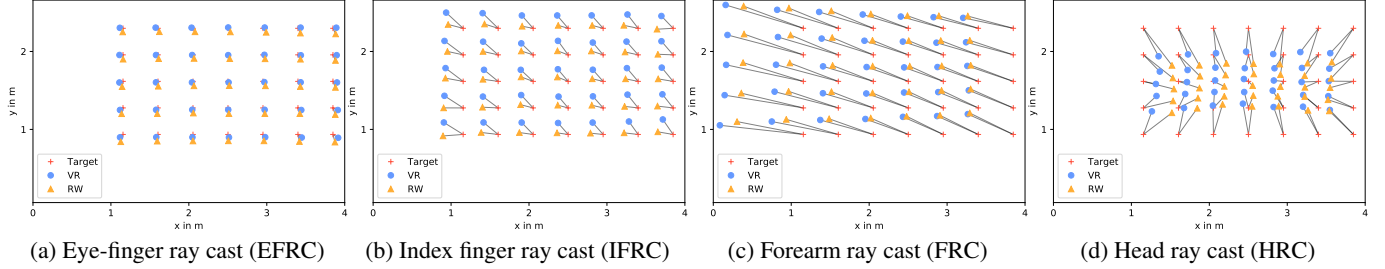 2
1
y in m
Target
VR
RW
0
1
2
3
4
x in m
(a) Eye-finger ray cast (EFRC)
2
1
y in m
Target
VR
RW
0
1
2
3
4
x in m
(b) Index finger ray cast (IFRC)
2
1
y in m
Target
VR
RW
0
1
2
3
4
x in m
(c) Forearm ray cast (FRC)
2
1
y in m
Target
VR
RW
0
1
2
3
4
x in m
(d) Head ray cast (HRC)